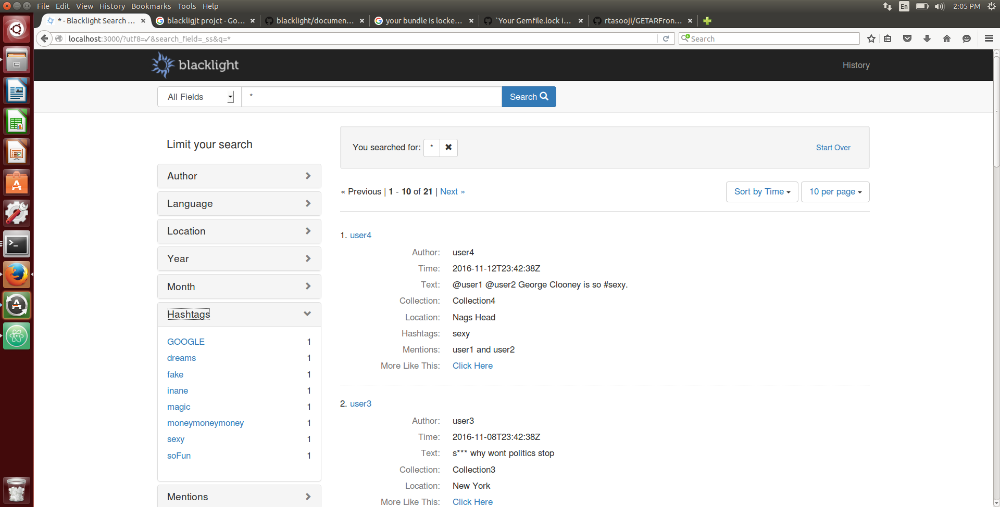 File Edit View History Bookmarks Tools Help
En 2:05 PM
* - Blacklight Search ... × blackligjt projct - Go... × blacklight/documen... × your bundle is locke... × `Your Gemfile.lock i... × rtasooji/GETARFron... ×
localhost:3000/?utf8=✓&search_field=_ss&q=*
Search
blacklight
History
All Fields
*
Search
Limit your search
Author
Language
Location
Year
Month
Hashtags
GOOGLE 1
dreams 1
fake 1
inane 1
magic 1
moneymoneymoney 1
sexy 1
soFun 1
Mentions
You searched for: * ✖
Start Over
« Previous | 1 - 10 of 21 | Next »
Sort by Time
10 per page
1. user4
Author: user4
Time: 2016-11-12T23:42:38Z
Text: @user1 @user2 George Clooney is so #sexy.
Collection: Collection4
Location: Nags Head
Hashtags: sexy
Mentions: user1 and user2
More Like This: Click Here
2. user3
Author: user3
Time: 2016-11-08T23:42:38Z
Text: s*** why wont politics stop
Collection: Collection3
Location: New York
More Like This: Click Here